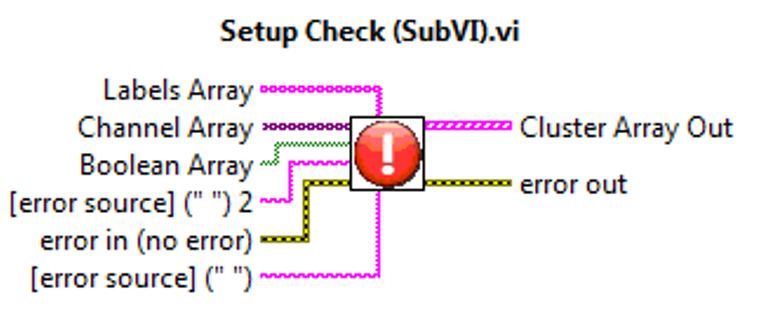 Setup Check (SubVI).vi
Labels Array
Channel Array
Boolean Array
[error source] (" ") 2
error in (no error)
[error source] (" ")
!
Cluster Array Out
error out